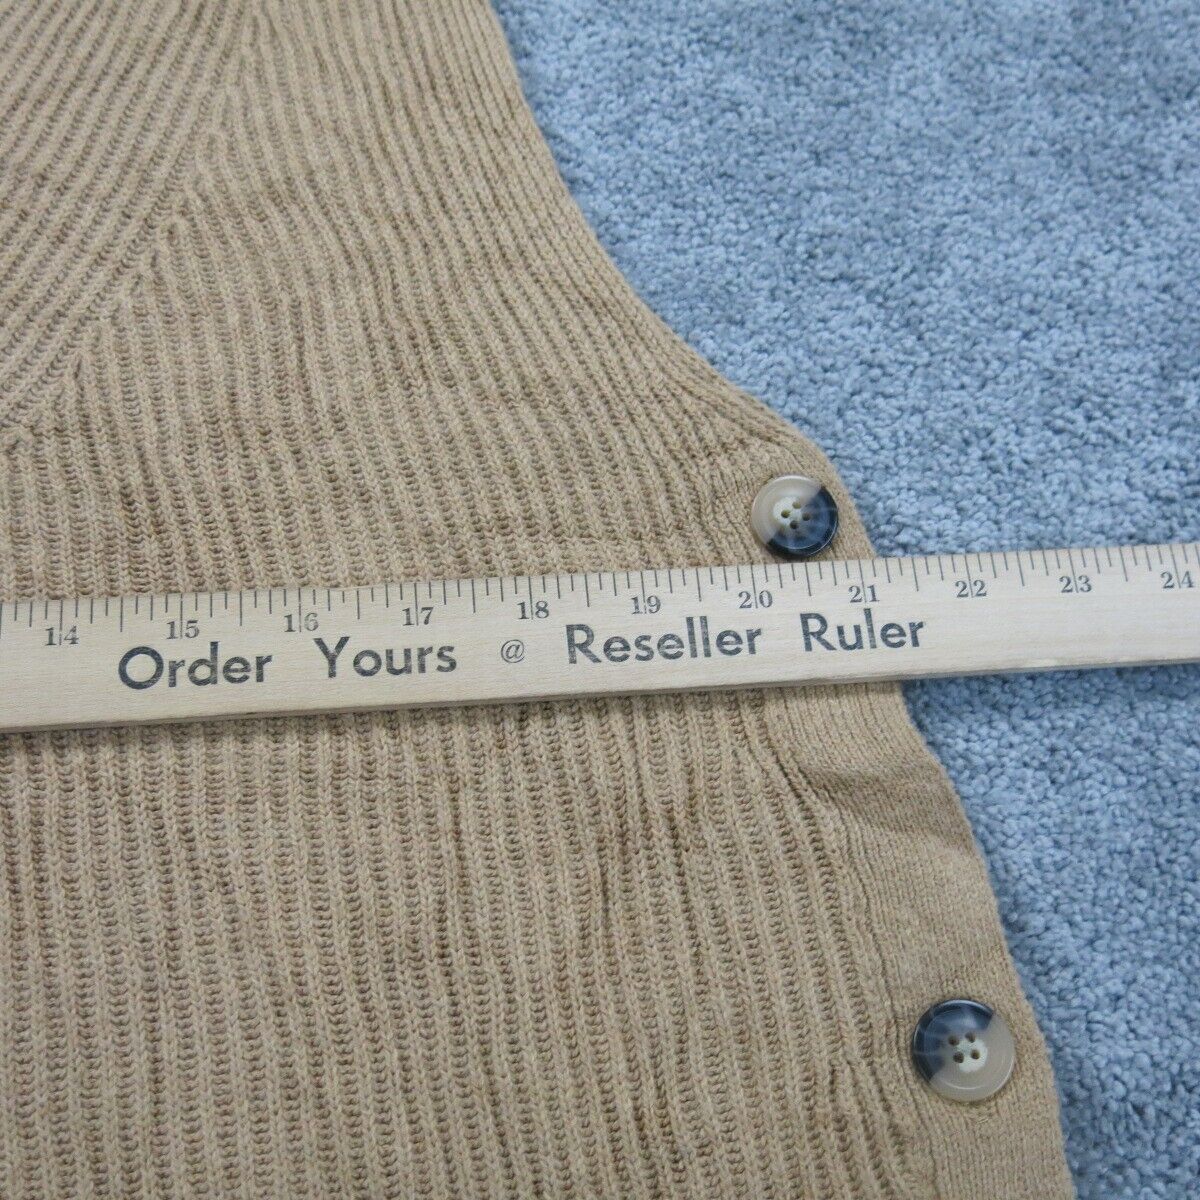 14 15 16 17 18 19 20 21 22 23 24
Order Yours @ Reseller Ruler